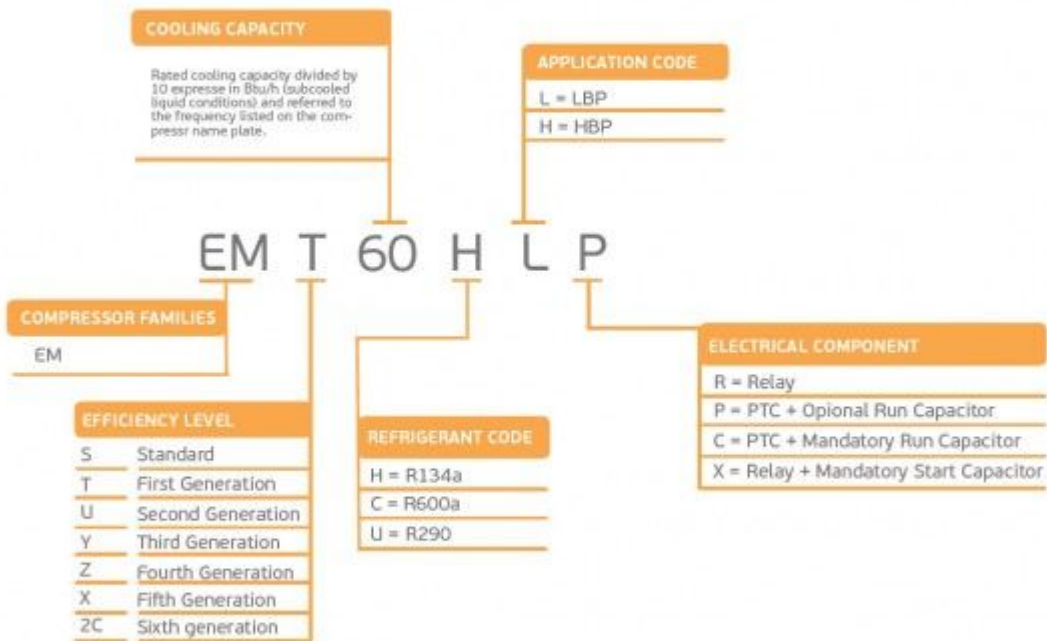 COOLING CAPACITY
Rated cooling capacity divided by
10 expresse in Btu/h (subcooled
liquid conditions) and referred to
the frequency listed on the com-
pressr name plate.
APPLICATION CODE
L = LBP
H = HBP
EM T 60 H L P
COMPRESSOR FAMILIES
EM
EFFICIENCY LEVEL
S Standard
T First Generation
U Second Generation
Y Third Generation
Z Fourth Generation
X Fifth Generation
2C Sixth generation
REFRIGERANT CODE
H = R134a
C = R600a
U = R290
ELECTRICAL COMPONENT
R = Relay
P = PTC + Opional Run Capacitor
C = PTC + Mandatory Run Capacitor
X = Relay + Mandatory Start Capacitor